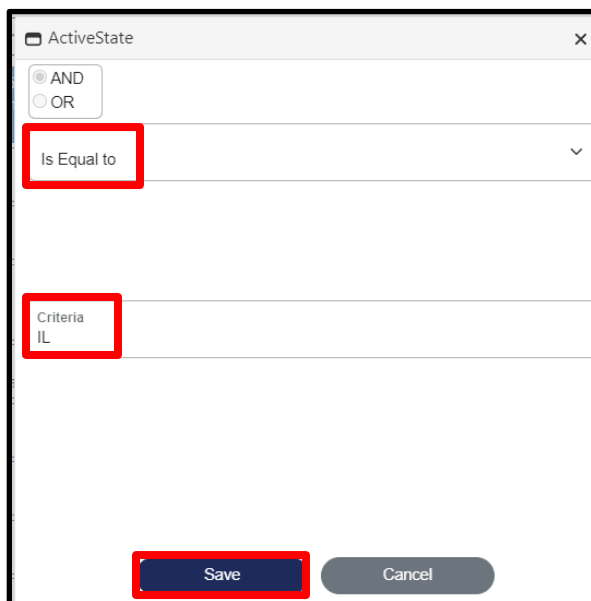 ActiveState
AND
OR
Is Equal to
Criteria
IL
Save Cancel